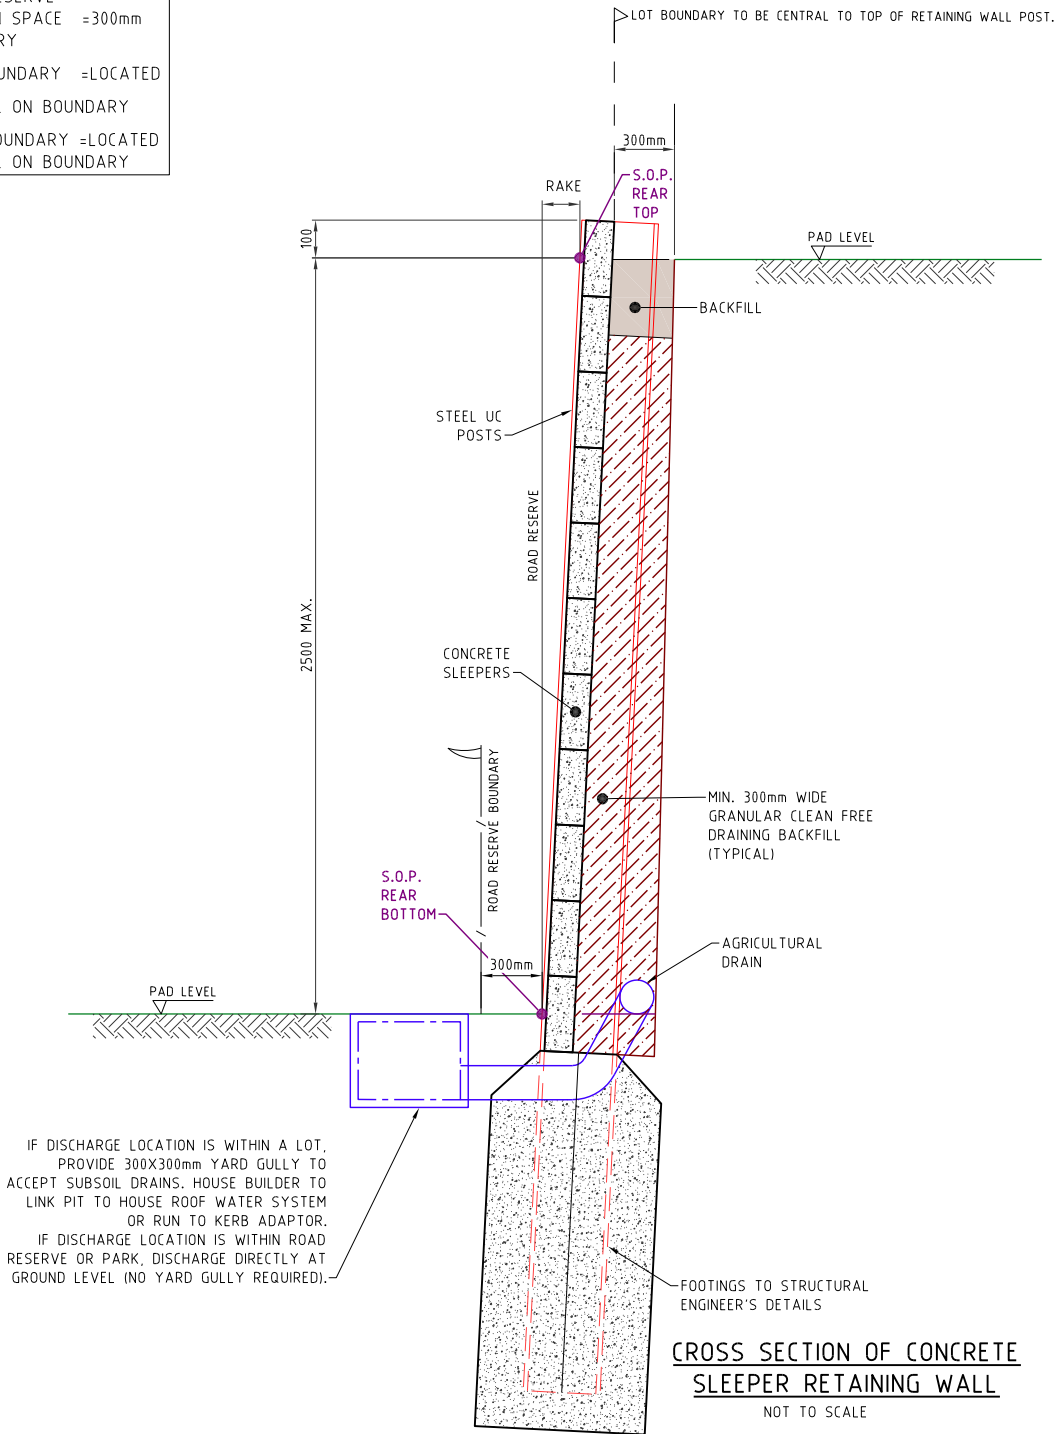 SPACE =300mm
=LOCATED
ON BOUNDARY
=LOCATED
ON BOUNDARY
LOT BOUNDARY TO BE CENTRAL TO TOP OF RETAINING WALL POST.
300mm
RAKE
S.O.P.
REAR
TOP
100
PAD LEVEL
BACKFILL
STEEL UC
POSTS
ROAD RESERVE
2500 MAX.
CONCRETE
SLEEPERS
ROAD RESERVE BOUNDARY
MIN. 300mm WIDE
GRANULAR CLEAN FREE
DRAINING BACKFILL
(TYPICAL)
S.O.P.
REAR
BOTTOM
AGRICULTURAL
DRAIN
300mm
PAD LEVEL
IF DISCHARGE LOCATION IS WITHIN A LOT,
PROVIDE 300X300mm YARD GULLY TO
ACCEPT SUBSOIL DRAINS. HOUSE BUILDER TO
LINK PIT TO HOUSE ROOF WATER SYSTEM
OR RUN TO KERB ADAPTOR.
IF DISCHARGE LOCATION IS WITHIN ROAD
RESERVE OR PARK, DISCHARGE DIRECTLY AT
GROUND LEVEL (NO YARD GULLY REQUIRED).
FOOTINGS TO STRUCTURAL
ENGINEER'S DETAILS
CROSS SECTION OF CONCRETE
SLEEPER RETAINING WALL
NOT TO SCALE